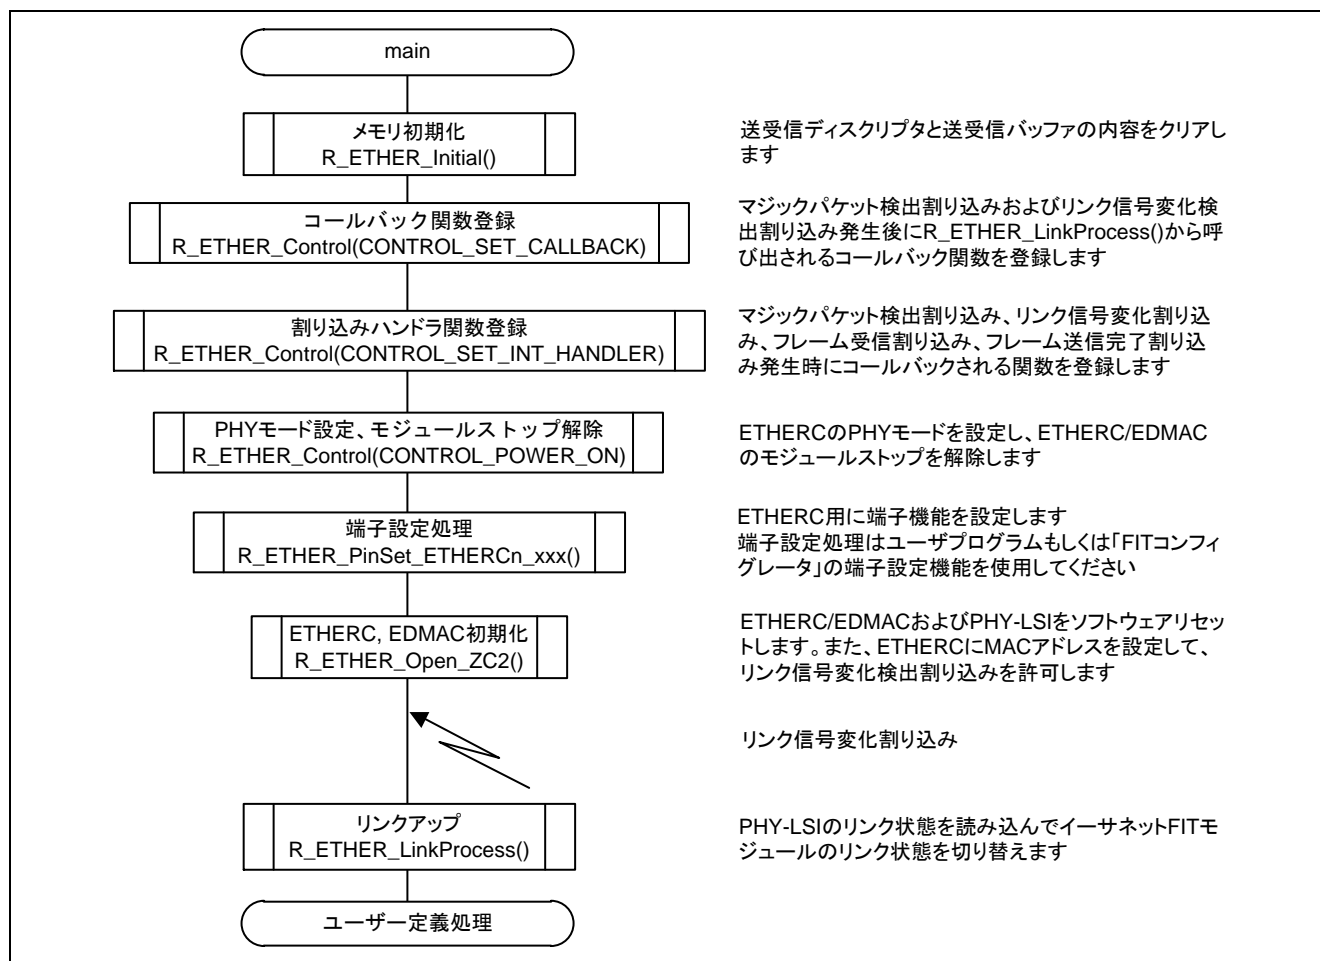 main
メモリ初期化
R_ETHER_Initial()
送受信ディスクリプタと送受信バッファの内容をクリアし
ます
コールバック関数登録
R_ETHER_Control(CONTROL_SET_CALLBACK)
マジックパケット検出割り込みおよびリンク信号変化検
出割り込み発生後にR_ETHER_LinkProcess()から呼
び出されるコールバック関数を登録します
割り込みハンドラ関数登録
R_ETHER_Control(CONTROL_SET_INT_HANDLER)
マジックパケット検出割り込み、リンク信号変化割り込
み、フレーム受信割り込み、フレーム送信完了割り込
み発生時にコールバックされる関数を登録します
PHYモード設定、モジュールストップ解除
R_ETHER_Control(CONTROL_POWER_ON)
ETHERCのPHYモードを設定し、ETHERC/EDMAC
のモジュールストップを解除します
端子設定処理
R_ETHER_PinSet_ETHERCn_xxx()
ETHERC用に端子機能を設定します
端子設定処理はユーザプログラムもしくは「FITコンフィ
グレータ」の端子設定機能を使用してください
ETHERC, EDMAC初期化
R_ETHER_Open_ZC2()
ETHERC/EDMACおよびPHY-LSIをソフトウェアリセッ
トします。また、ETHERCにMACアドレスを設定して、
リンク信号変化検出割り込みを許可します
リンク信号変化割り込み
リンクアップ
R_ETHER_LinkProcess()
PHY-LSIのリンク状態を読み込んでイーサネットFITモ
ジュールのリンク状態を切り替えます
ユーザー定義処理